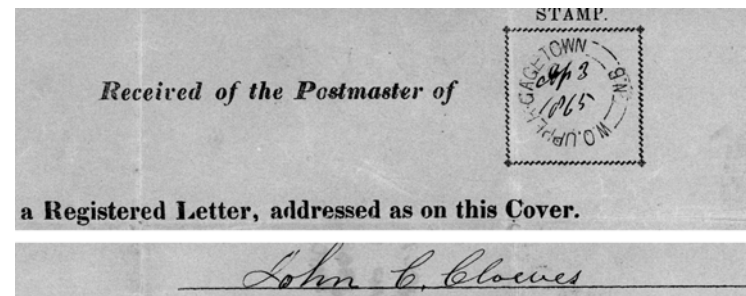 STAMP.
W.O. UPPER GAGETOWN N.B.
Ap 3
1865
Received of the Postmaster of
a Registered Letter, addressed as on this Cover.
John C. Clowes